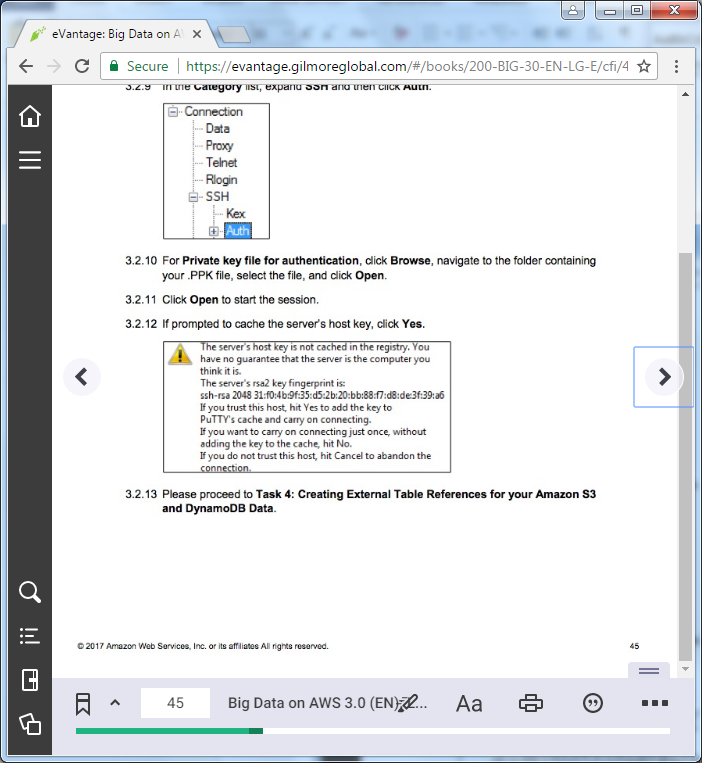 eVantage: Big Data on A
Secure
https://evantage.gilmoreglobal.com/#/books/200-BIG-30-EN-LG-E/cfi/4
3.2.9 In the Category list, expand SSH and then click Auth.
Connection
Data
Proxy
Telnet
Rlogin
SSH
Kex
Auth
3.2.10 For Private key file for authentication, click Browse, navigate to the folder containing
your .PPK file, select the file, and click Open.
3.2.11 Click Open to start the session.
3.2.12 If prompted to cache the server's host key, click Yes.
The server's host key is not cached in the registry. You
have no guarantee that the server is the computer you
think it is.
The server's rsa2 key fingerprint is:
ssh-rsa 2048 31:f0:4b:9f:35:d5:2b:20:bb:88:f7:d8:de:3f:39:a6
If you trust this host, hit Yes to add the key to
PuTTY's cache and carry on connecting.
If you want to carry on connecting just once, without
adding the key to the cache, hit No.
If you do not trust this host, hit Cancel to abandon the
connection.
3.2.13 Please proceed to Task 4: Creating External Table References for your Amazon S3
and DynamoDB Data.
© 2017 Amazon Web Services, Inc. or its affiliates All rights reserved.
45
45
Big Data on AWS 3.0 (EN)
...
Aa